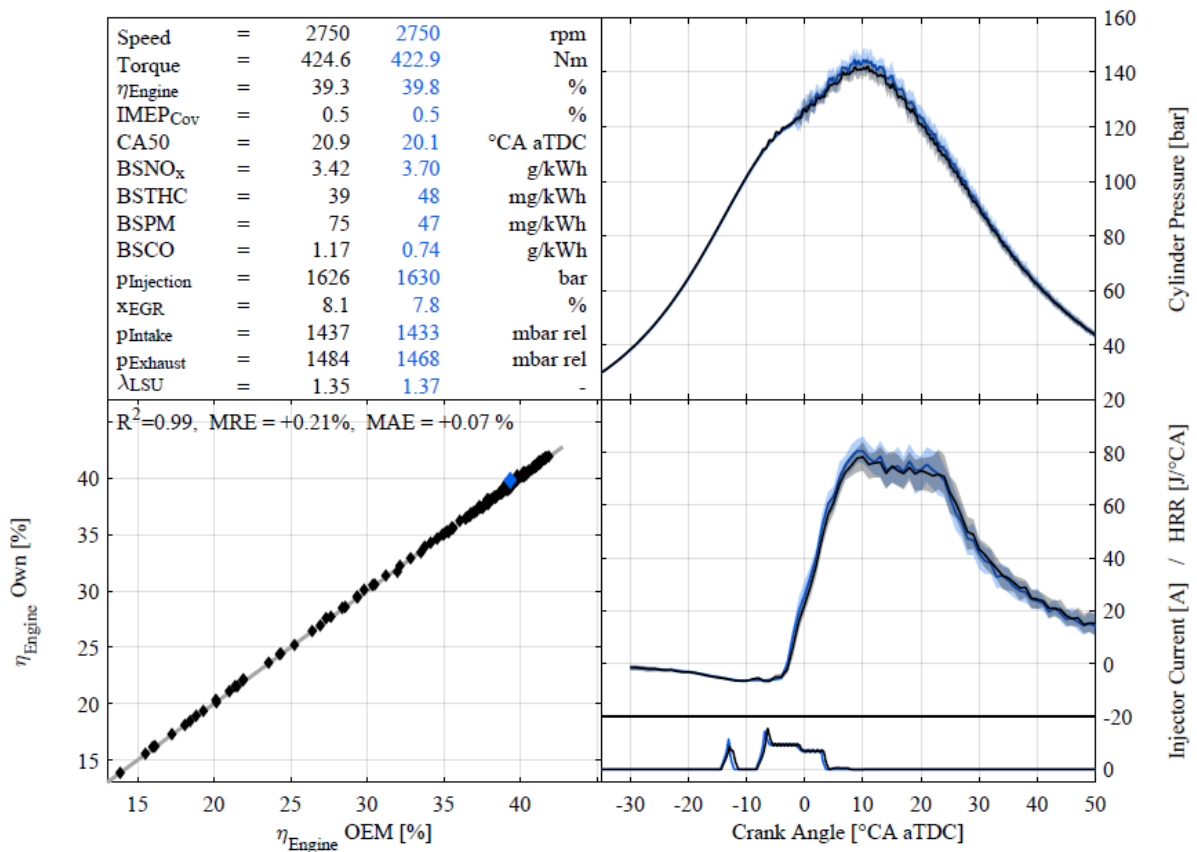 Speed = 2750 2750 rpm
Torque = 424.6 422.9 Nm
ηEngine = 39.3 39.8 %
IMEPCov = 0.5 0.5 %
CA50 = 20.9 20.1 °CA aTDC
BSNOx = 3.42 3.70 g/kWh
BSTHC = 39 48 mg/kWh
BSPM = 75 47 mg/kWh
BSCO = 1.17 0.74 g/kWh
pInjection = 1626 1630 bar
xEGR = 8.1 7.8 %
pIntake = 1437 1433 mbar rel
pExhaust = 1484 1468 mbar rel
λLSU = 1.35 1.37 -
160
140
120
100
80
60
40
20
Cylinder Pressure [bar]
R²=0.99, MRE = +0.21%, MAE = +0.07 %
40
35
30
25
20
15
ηEngine Own [%]
15 20 25 30 35 40
ηEngine OEM [%]
80
60
40
20
0
-20
0
Injector Current [A] / HRR [J/°CA]
-30 -20 -10 0 10 20 30 40 50
Crank Angle [°CA aTDC]